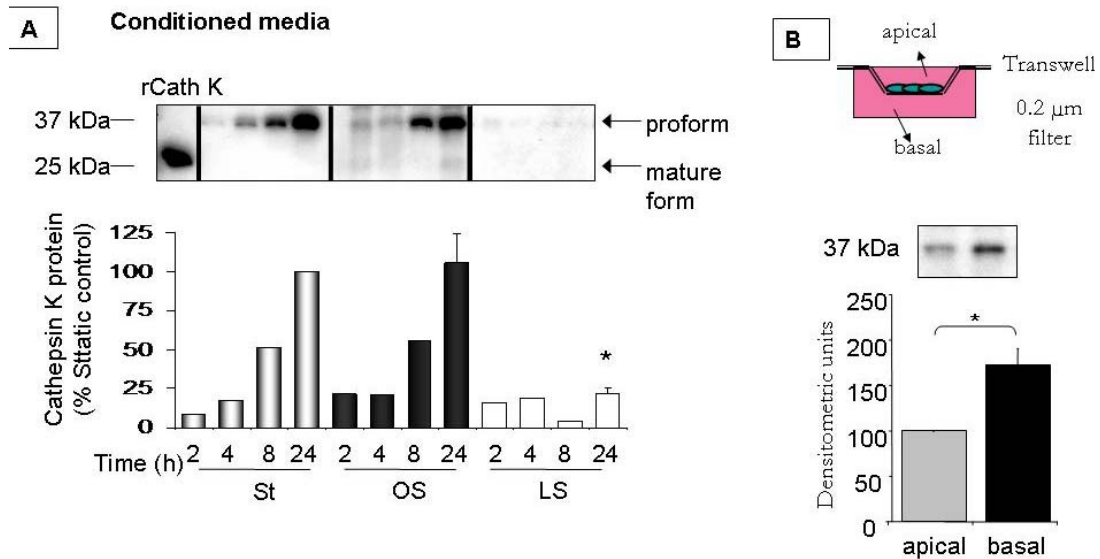 A
Conditioned media
rCath K
37 kDa
25 kDa
proform
mature
form
Cathepsin K protein
(% Sttatic control)
125
100
75
50
25
0
*
Time (h) 2 4 8 24 2 4 8 24 2 4 8 24
St OS LS
B
apical
Transwell
0.2 µm
filter
basal
37 kDa
Densitometric units
250
200
150
100
50
0
*
apical basal